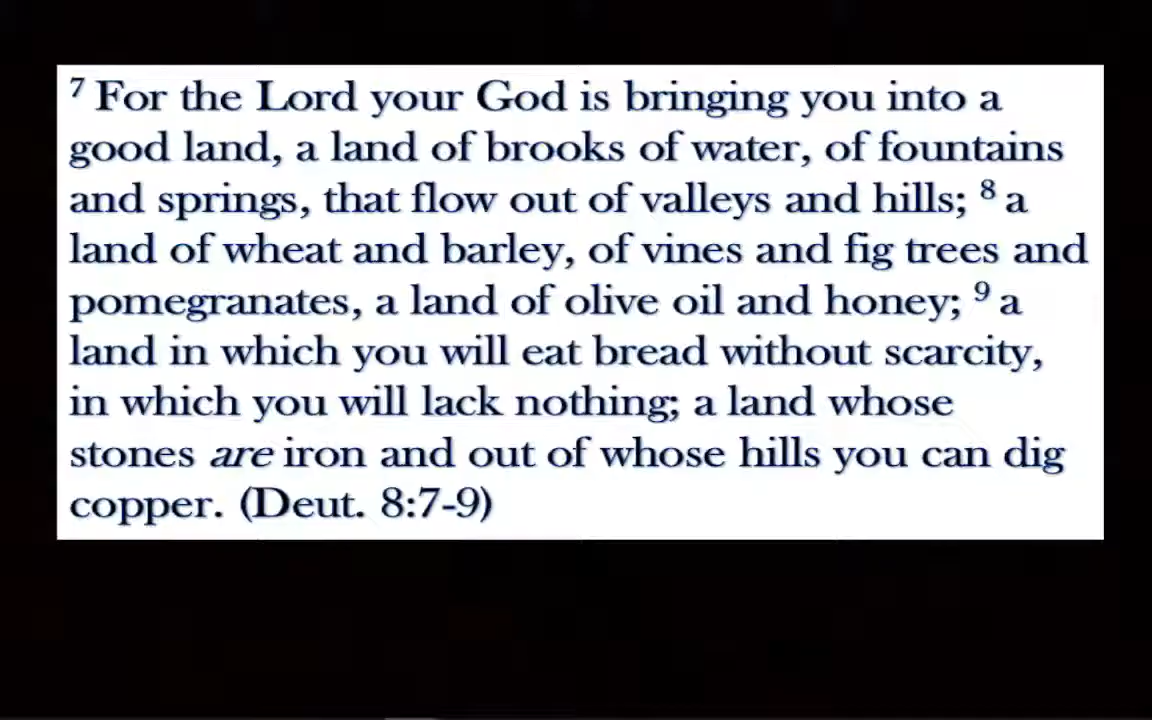 7 For the Lord your God is bringing you into a
good land, a land of brooks of water, of fountains
and springs, that flow out of valleys and hills; 8 a
land of wheat and barley, of vines and fig trees and
pomegranates, a land of olive oil and honey; 9 a
land in which you will eat bread without scarcity,
in which you will lack nothing; a land whose
stones are iron and out of whose hills you can dig
copper. (Deut. 8:7-9)